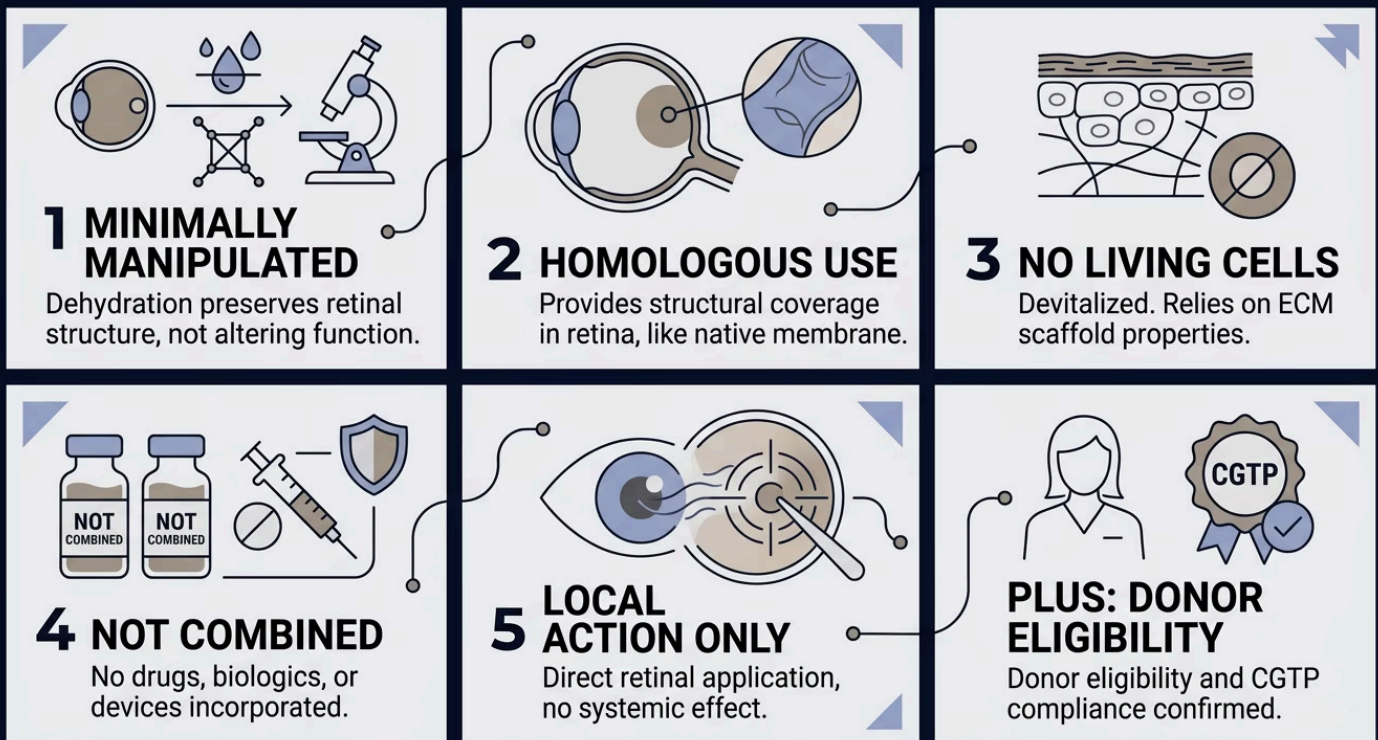 1 MINIMALLY
MANIPULATED
Dehydration preserves retinal
structure, not altering function.
2 HOMOLOGOUS USE
Provides structural coverage
in retina, like native membrane.
3 NO LIVING CELLS
Devitalized. Relies on ECM
scaffold properties.
NOT
COMBINED
NOT
COMBINED
4 NOT COMBINED
No drugs, biologics, or
devices incorporated.
5 LOCAL
ACTION ONLY
Direct retinal application,
no systemic effect.
CGTP
PLUS: DONOR
ELIGIBILITY
Donor eligibility and CGTP
compliance confirmed.